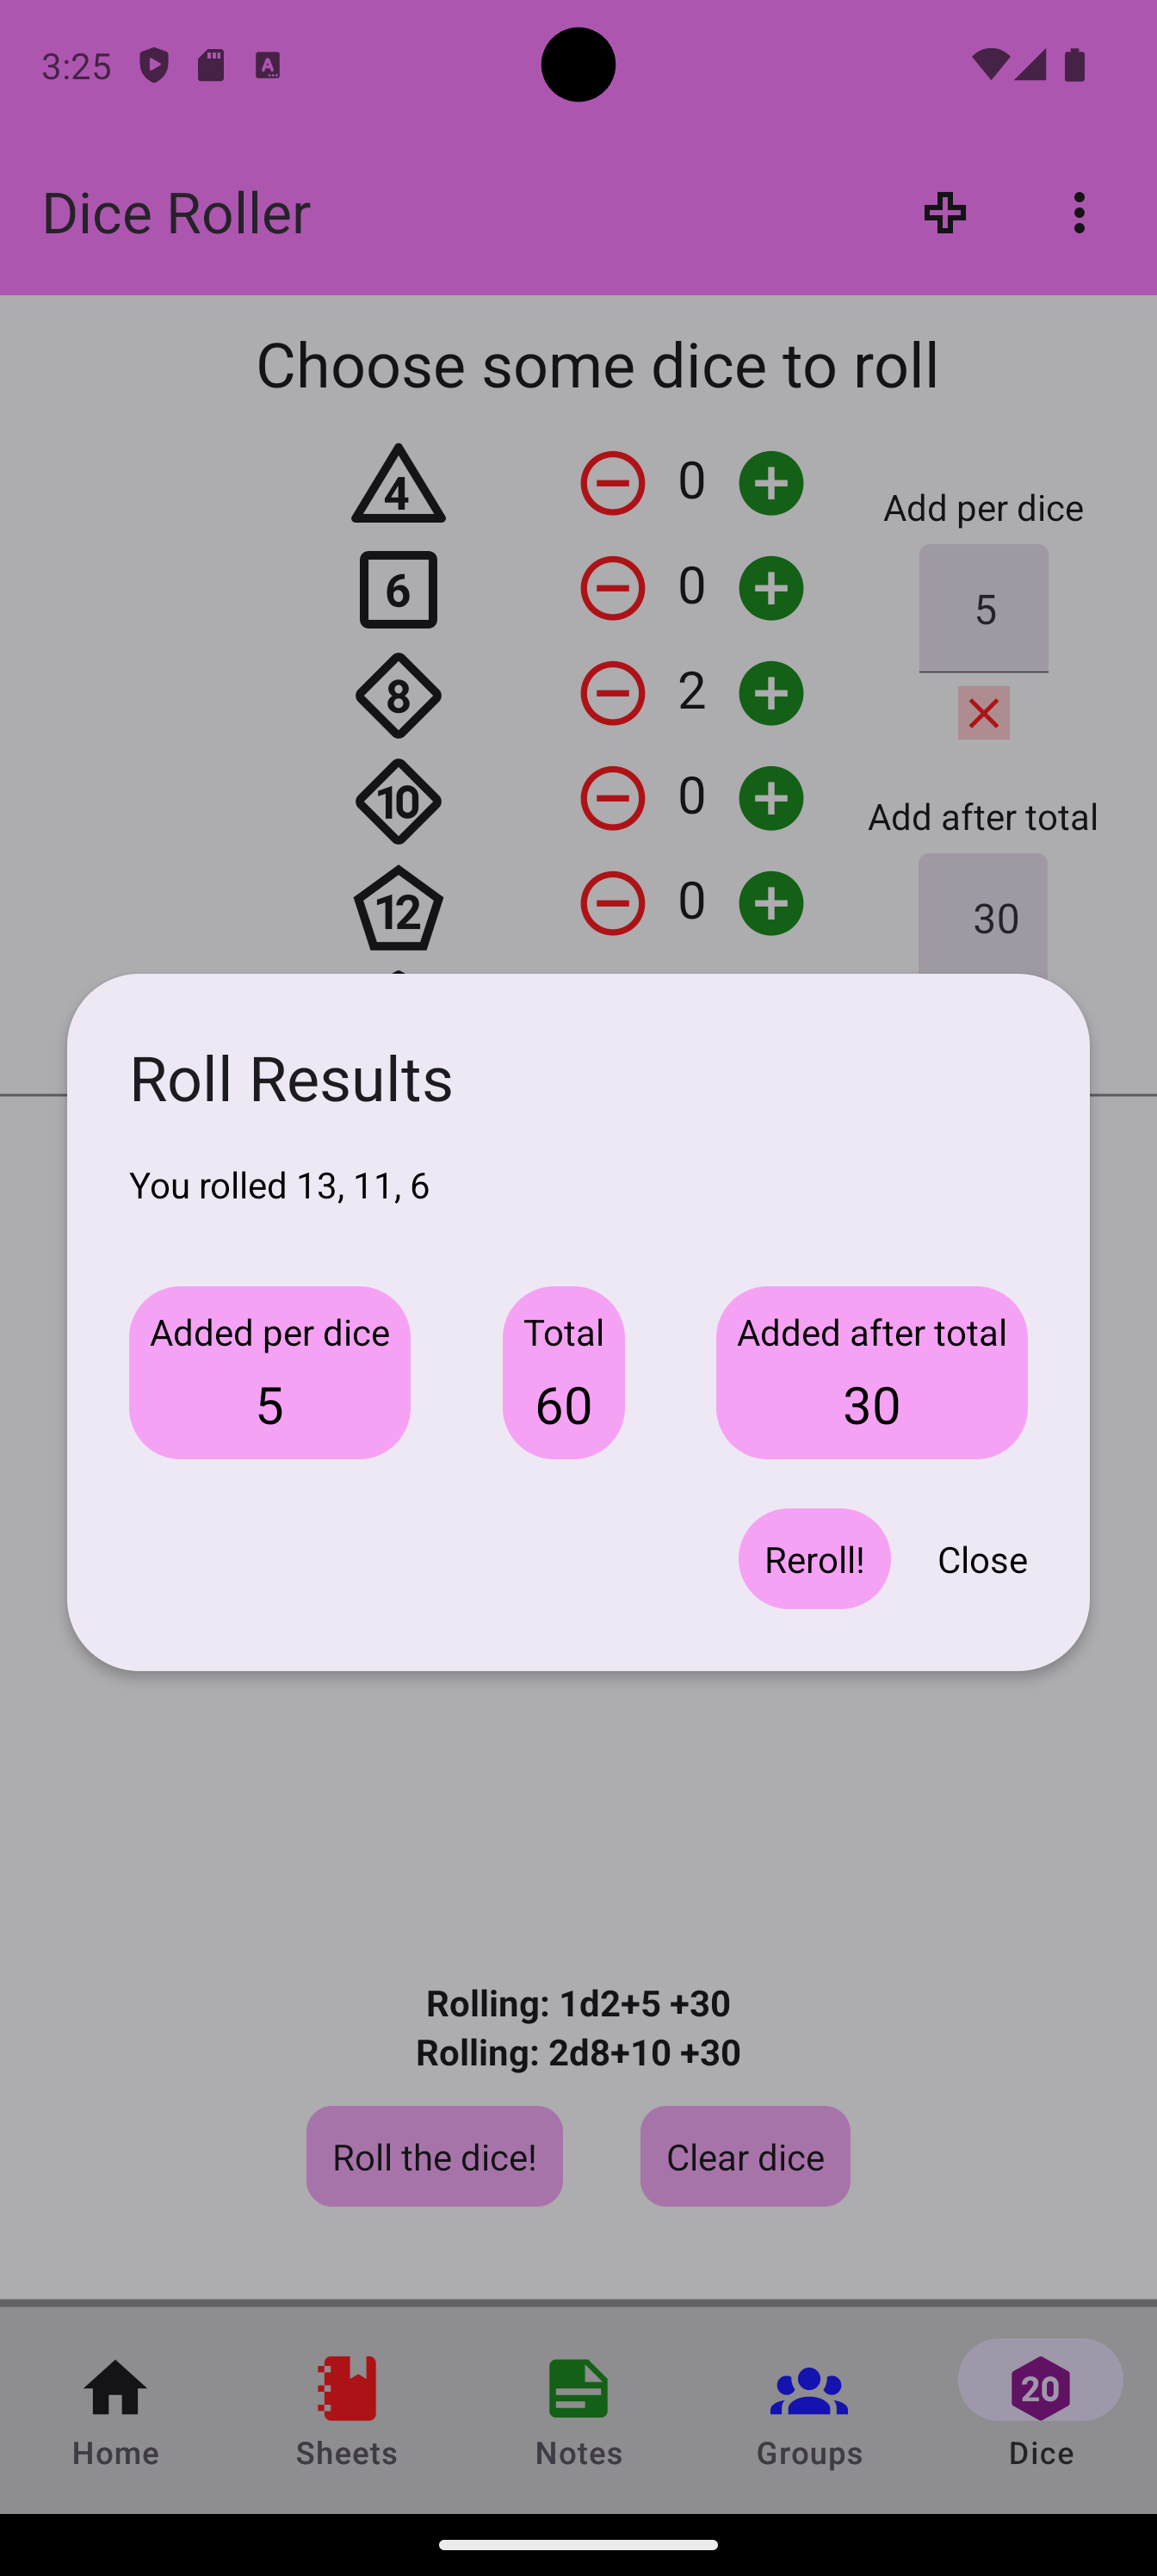 3:25
Dice Roller
Choose some dice to roll
4
0
6
0
8
2
10
0
12
0
Add per dice
5
Add after total
30
Roll Results
You rolled 13, 11, 6
Added per dice
5
Total
60
Added after total
30
Reroll!
Close
Rolling: 1d2+5 +30
Rolling: 2d8+10 +30
Roll the dice!
Clear dice
20
Home
Sheets
Notes
Groups
Dice